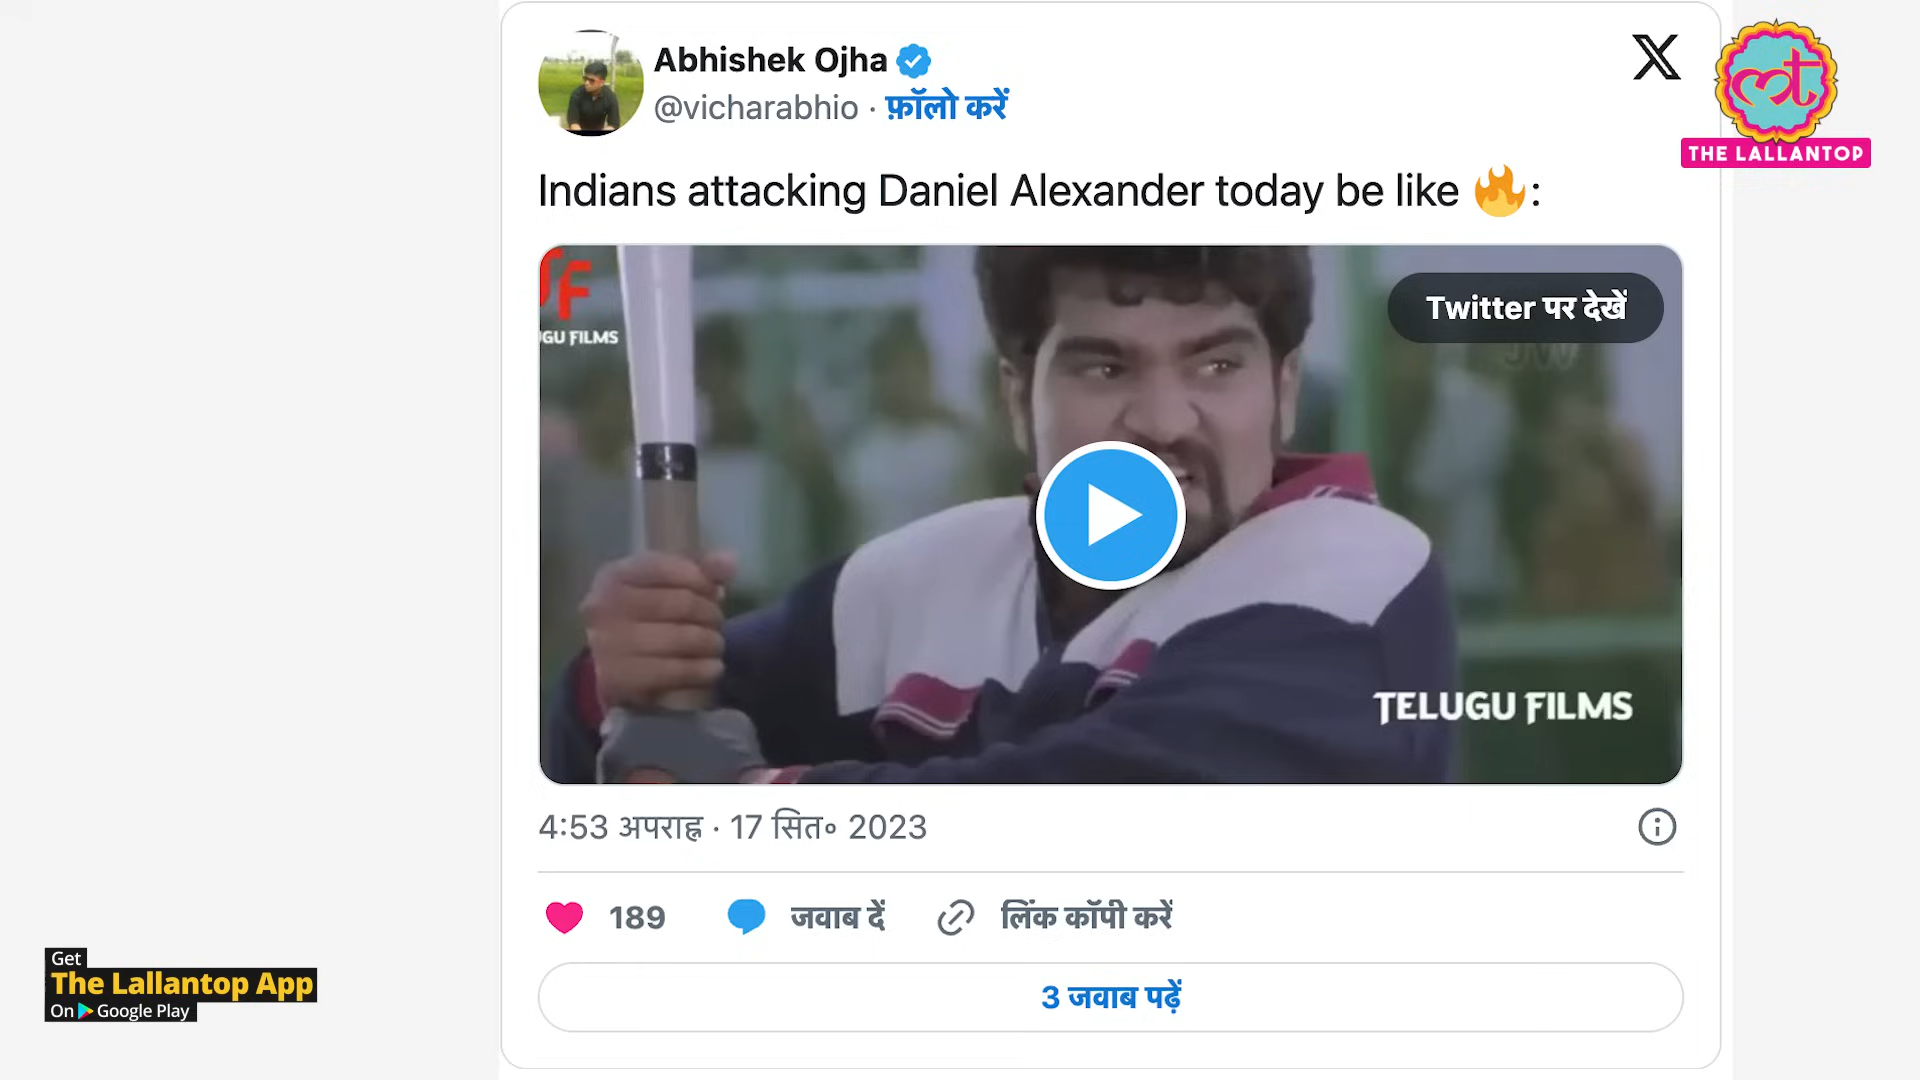 Abhishek Ojha
@vicharabhio · फ़ॉलो करें
THE LALLANTOP
Indians attacking Daniel Alexander today be like 🔥:
GU FILMS
Twitter पर देखें
TELUGU FILMS
4:53 अपराह्न · 17 सित॰ 2023
189 जवाब दें लिंक कॉपी करें
3 जवाब पढ़ें
Get
The Lallantop App
On Google Play